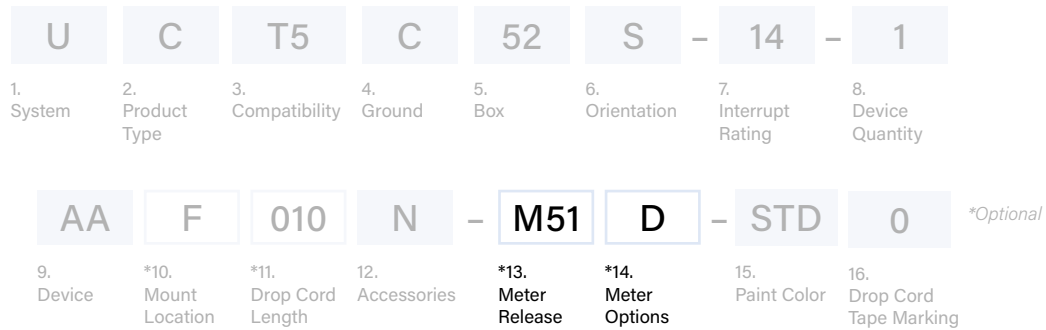 U C T5 C 52 S – 14 – 1
1. 2. 3. 4. 5. 6. 7. 8.
System Product Compatibility Ground Box Orientation Interrupt Device
Type Rating Quantity
AA F 010 N – M51 D – STD 0 *Optional
9. *10. *11. 12. *13. *14. 15. 16.
Device Mount Drop Cord Accessories Meter Meter Paint Color Drop Cord
Location Length Release Options Tape Marking